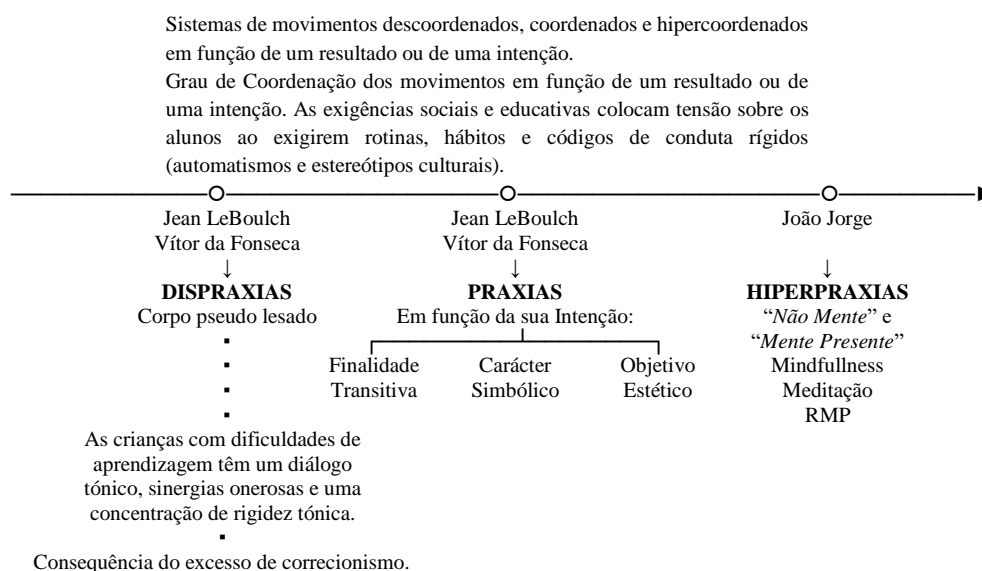 Sistemas de movimentos descoordenados, coordenados e hipercoordenados
em função de um resultado ou de uma intenção.
Grau de Coordenação dos movimentos em função de um resultado ou de
uma intenção. As exigências sociais e educativas colocam tensão sobre os
alunos ao exigirem rotinas, hábitos e códigos de conduta rígidos
(automatismos e estereótipos culturais).
Jean LeBoulch
Vítor da Fonseca
↓
DISPRAXIAS
Corpo pseudo lesado
▪
▪
▪
▪
As crianças com dificuldades de
aprendizagem têm um diálogo
tónico, sinergias onerosas e uma
concentração de rigidez tónica.
▪
Consequência do excesso de correcionismo.
Jean LeBoulch
Vítor da Fonseca
↓
PRAXIAS
Em função da sua Intenção:
Finalidade
Transitiva
Carácter
Simbólico
Objetivo
Estético
João Jorge
↓
HIPERPRAXIAS
“Não Mente” e
“Mente Presente”
Mindfullness
Meditação
RMP